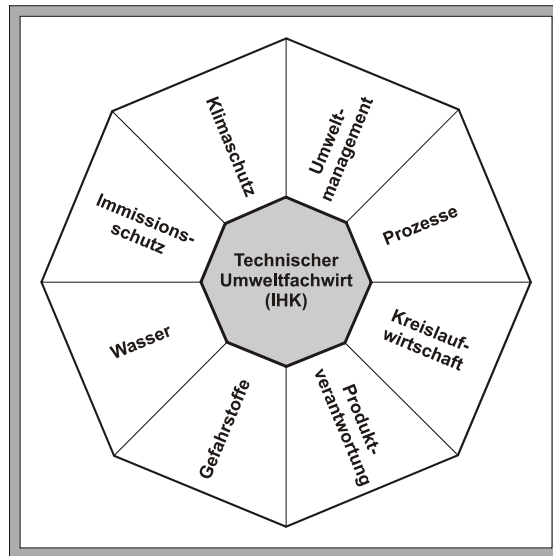 Klimaschutz
Umwelt-
management
Immissions-
schutz
Prozesse
Technischer
Umweltfachwirt
(IHK)
Wasser
Kreislauf-
wirtschaft
Gefahrstoffe
Produkt-
verantwortung